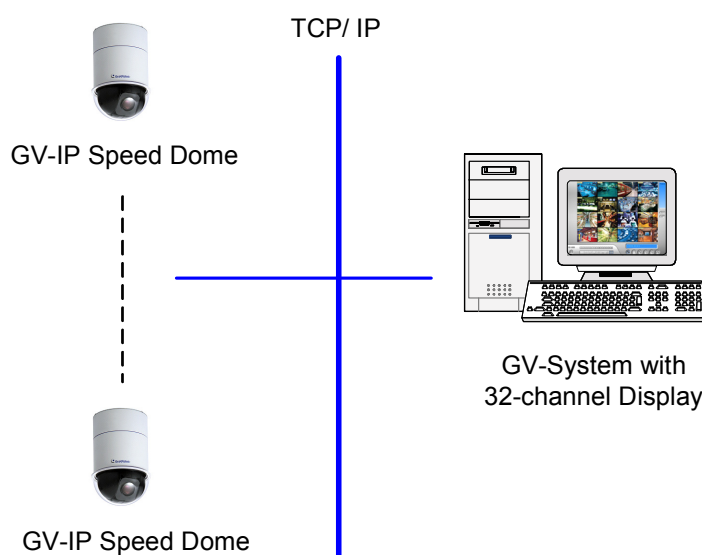 TCP/ IP
GV-IP Speed Dome
GV-System with
32-channel Display
GV-IP Speed Dome